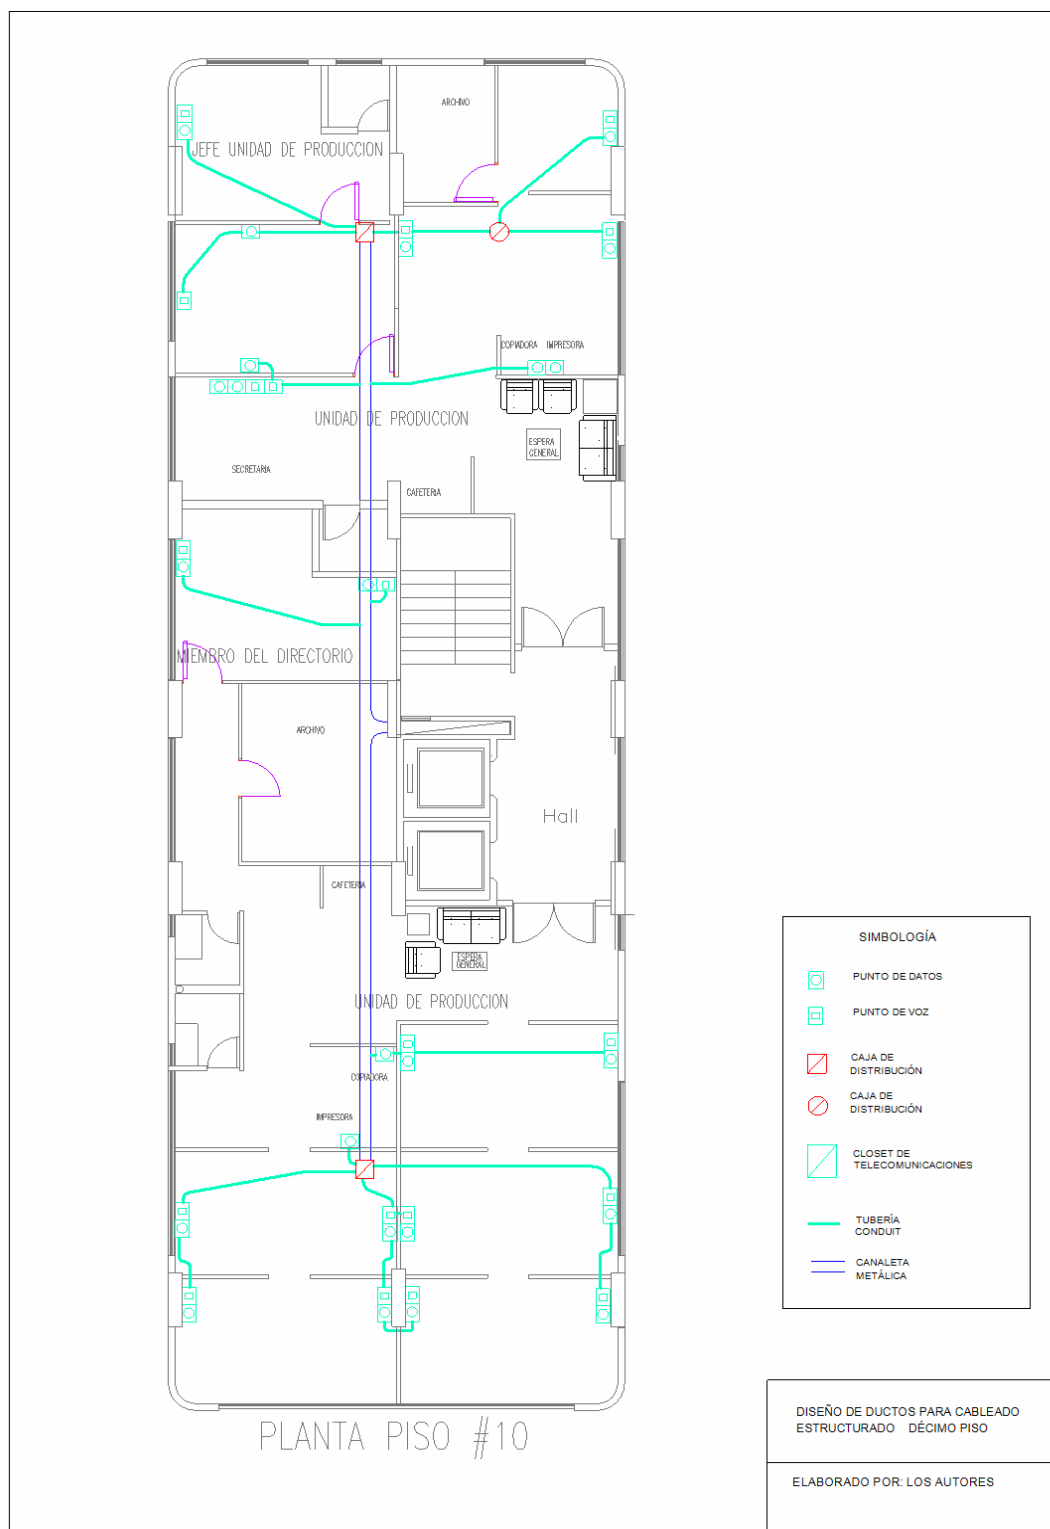 ARCHIVO
JEFE UNIDAD DE PRODUCCION
COPIADORA IMPRESORA
UNIDAD DE PRODUCCION
ESPERA
GENERAL
SECRETARIA
CAFETERIA
MIEMBRO DEL DIRECTORIO
ARCHIVO
Hall
CAFETERIA
ESPERA
GENERAL
UNIDAD DE PRODUCCION
COPIADORA
IMPRESORA
PLANTA PISO #10
SIMBOLOGÍA
PUNTO DE DATOS
PUNTO DE VOZ
CAJA DE
DISTRIBUCIÓN
CAJA DE
DISTRIBUCIÓN
CLOSET DE
TELECOMUNICACIONES
TUBERÍA
CONDUIT
CANALETA
METÁLICA
DISEÑO DE DUCTOS PARA CABLEADO
ESTRUCTURADO DÉCIMO PISO
ELABORADO POR: LOS AUTORES